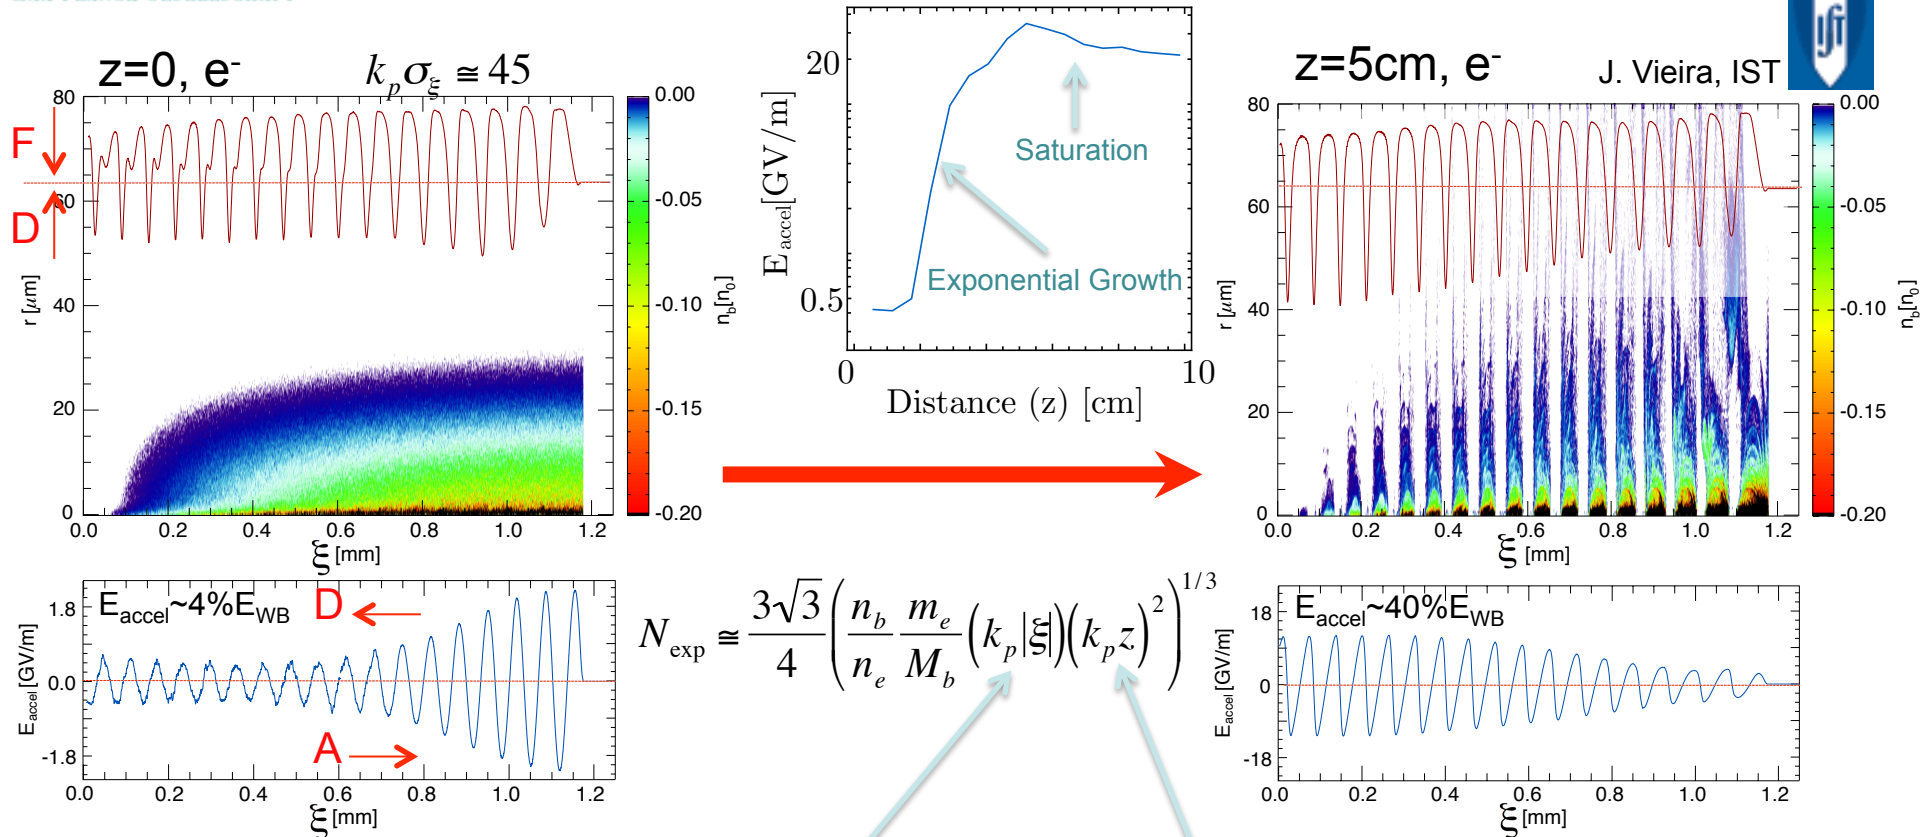 z=0, e-
kpσξ ≅ 45
F
D
80
60
40
20
0
r [μm]
0.0
0.2
0.4
0.6
0.8
1.0
1.2
ξ [mm]
0.00
-0.05
-0.10
-0.15
-0.20
nb[n0]
20
0.5
Eaccel[GV/m]
Saturation
Exponential Growth
0
10
Distance (z) [cm]
z=5cm, e-
J. Vieira, IST
IST
80
60
40
20
0
r [μm]
0.0
0.2
0.4
0.6
0.8
1.0
1.2
ξ [mm]
0.00
-0.05
-0.10
-0.15
-0.20
nb[n0]
Eaccel~4%EWB
D
A
1.8
0.0
-1.8
Eaccel[GV/m]
0.0
0.2
0.4
0.6
0.8
1.0
1.2
ξ [mm]
Nexp ≅ 3√3/4 (nb/ne me/Mb (kp|ξ|)(kpz)^2)^1/3
Eaccel~40%EWB
18
0
-18
Eaccel[GV/m]
0.0
0.2
0.4
0.6
0.8
1.0
1.2
ξ [mm]